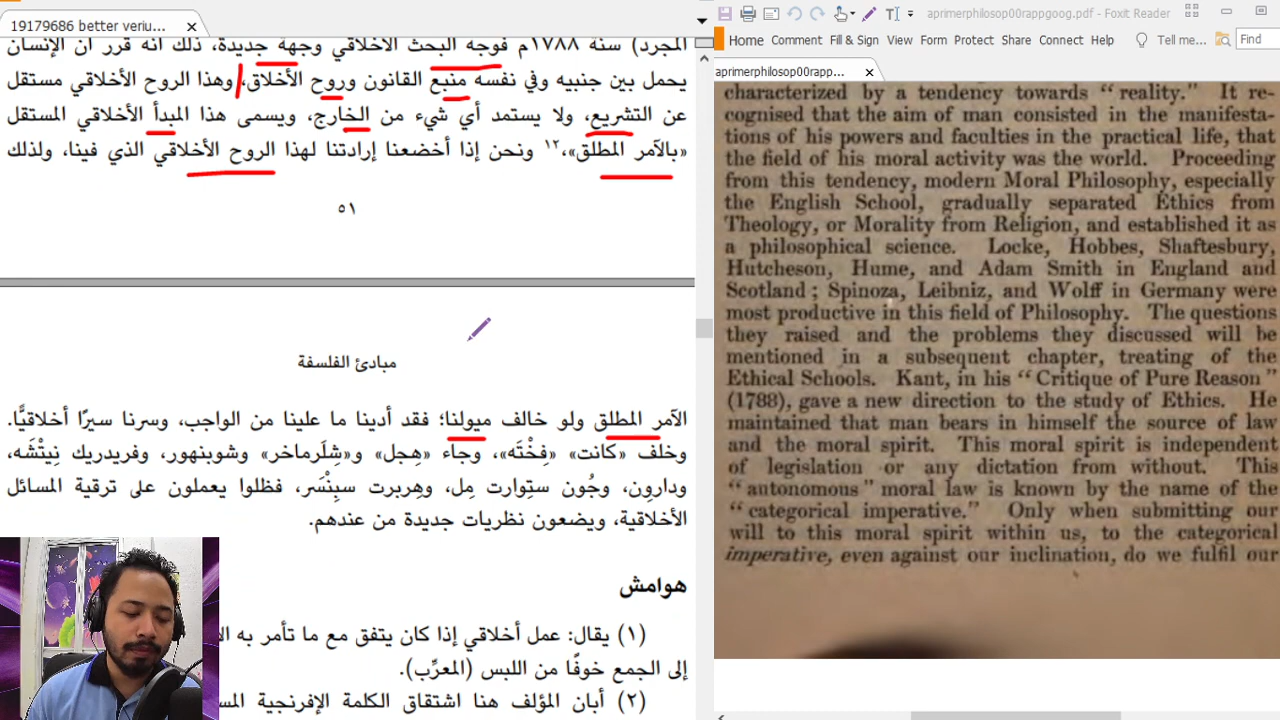 19179686 better veriu...
المجرد) سنة ١٧٨٨م فوجه البحث الأخلاقي وجهة جديدة، ذلك أنه قرر أن الإنسان
يحمل بين جنبيه وفي نفسه منبع القانون وروح الأخلاق، وهذا الروح الأخلاقي مستقل
عن التشريع، ولا يستمد أي شيء من الخارج، ويسمى هذا المبدأ الأخلاقي المستقل
«بالآمر المطلق»،١٢ ونحن إذا أخضعنا إرادتنا لهذا الروح الأخلاقي الذي فينا، ولذلك
٥١
مبادئ الفلسفة
الآمر المطلق ولو خالف ميولنا؛ فقد أدينا ما علينا من الواجب، وسرنا سيرًا أخلاقيًّا.
وخلف «كانت» «فِخْتَه»، وجاء «هِجل» و«شِلَرماخر» وشوبنهور، وفريدريك نِيتْشَه،
ودارون، وجُون ستِوارت مِل، وهِربرت سبِنْسَر، فظلوا يعملون على ترقية المسائل
الأخلاقية، ويضعون نظريات جديدة من عندهم.
هوامش
(١) يقال: عمل أخلاقي إذا كان يتفق مع ما تأمر به
إلى الجمع خوفًا من اللبس (المعرِّب).
(٢) أبان المؤلف هنا اشتقاق الكلمة الإفرنجية
aprimerphilosop00rappgoog.pdf - Foxit Reader
Home Comment Fill & Sign View Form Protect Share Connect Help Tell me... Find
aprimerphilosop00rapp...
characterized by a tendency towards "reality." It re-
cognised that the aim of man consisted in the manifesta-
tions of his powers and faculties in the practical life, that
the field of his moral activity was the world. Proceeding
from this tendency, modern Moral Philosophy, especially
the English School, gradually separated Ethics from
Theology, or Morality from Religion, and established it as
a philosophical science. Locke, Hobbes, Shaftesbury,
Hutcheson, Hume, and Adam Smith in England and
Scotland; Spinoza, Leibniz, and Wolff in Germany were
most productive in this field of Philosophy. The questions
they raised and the problems they discussed will be
mentioned in a subsequent chapter, treating of the
Ethical Schools. Kant, in his "Critique of Pure Reason"
(1788), gave a new direction to the study of Ethics. He
maintained that man bears in himself the source of law
and the moral spirit. This moral spirit is independent
of legislation or any dictation from without. This
"autonomous" moral law is known by the name of the
"categorical imperative." Only when submitting our
will to this moral spirit within us, to the categorical
imperative, even against our inclination, do we fulfil our